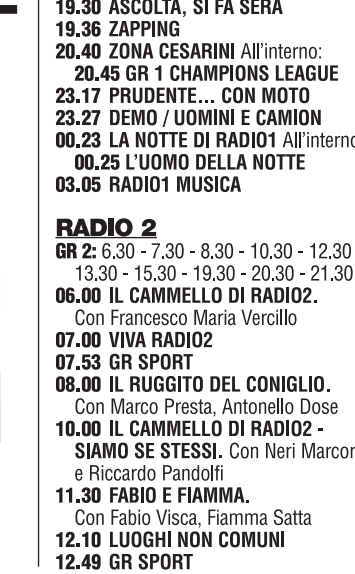 19.30 ASCOLTA, SI FA SERA
19.36 ZAPPING
20.40 ZONA CESARINI All'interno:
20.45 GR 1 CHAMPIONS LEAGUE
23.17 PRUDENTE... CON MOTO
23.27 DEMO / UOMINI E CAMION
00.23 LA NOTTE DI RADIO1 All'interno
00.25 L'UOMO DELLA NOTTE
03.05 RADIO1 MUSICA
RADIO 2
GR 2: 6.30 - 7.30 - 8.30 - 10.30 - 12.30
13.30 - 15.30 - 19.30 - 20.30 - 21.30
06.00 IL CAMMELLO DI RADIO2.
Con Francesco Maria Vercillo
07.00 VIVA RADIO2
07.53 GR SPORT
08.00 IL RUGGITO DEL CONIGLIO.
Con Marco Presta, Antonello Dose
10.00 IL CAMMELLO DI RADIO2 -
SIAMO SE STESSI. Con Neri Marcor
e Riccardo Pandolfi
11.30 FABIO E FIAMMA.
Con Fabio Visca, Fiamma Satta
12.10 LUOGHI NON COMUNI
12.49 GR SPORT